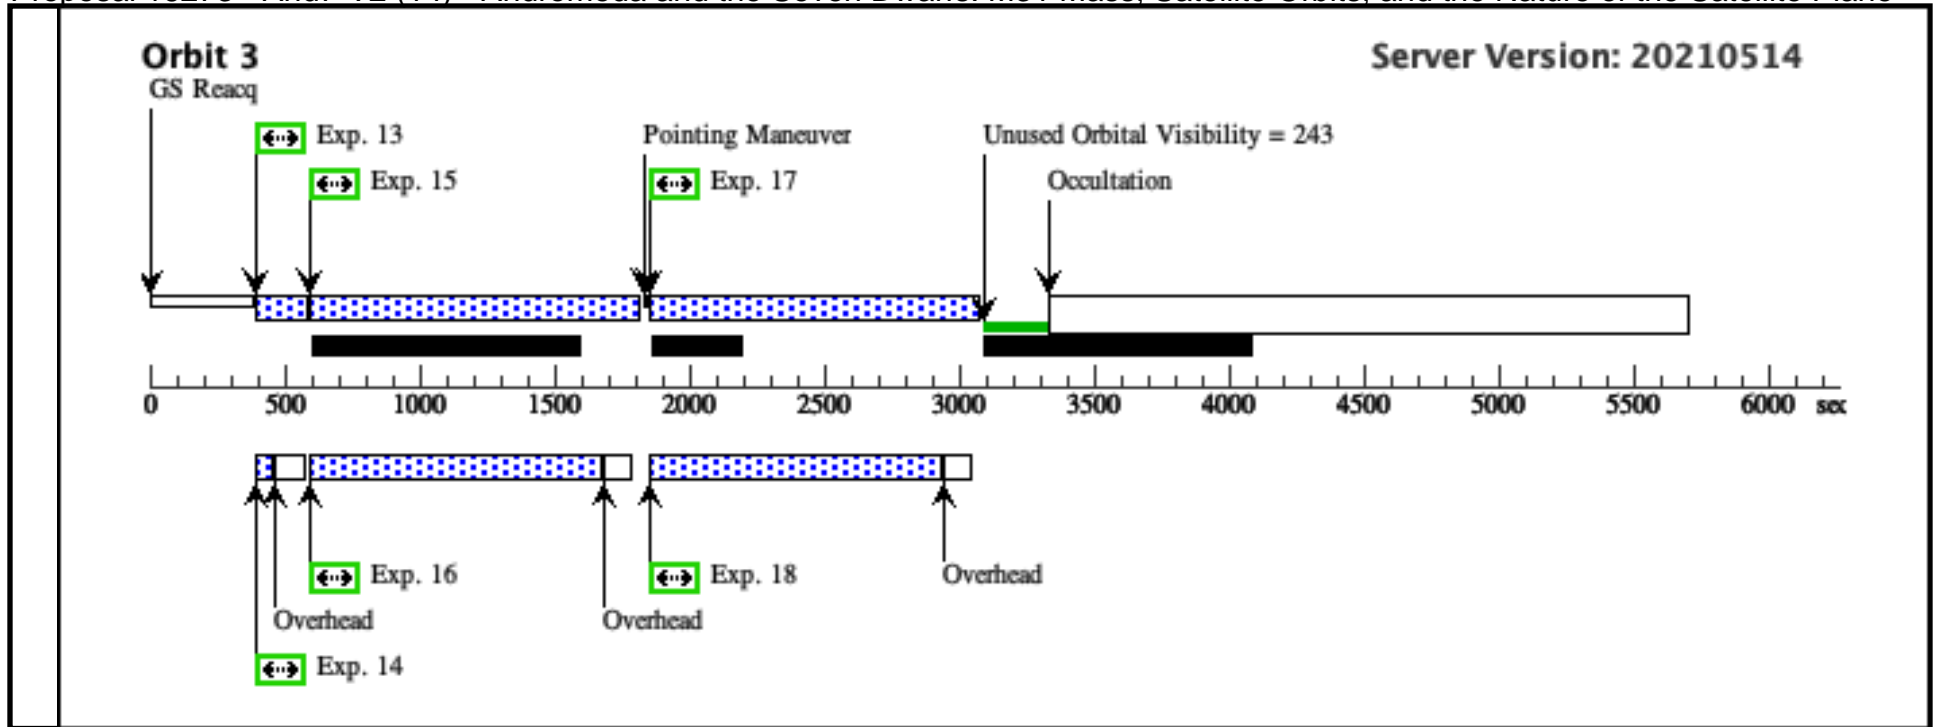 Orbit 3
Server Version: 20210514
GS Reacq
Exp. 13
Pointing Maneuver
Unused Orbital Visibility = 243
Exp. 15
Exp. 17
Occultation
0 500 1000 1500 2000 2500 3000 3500 4000 4500 5000 5500 6000 sec
Exp. 16
Exp. 18
Overhead
Overhead
Overhead
Exp. 14